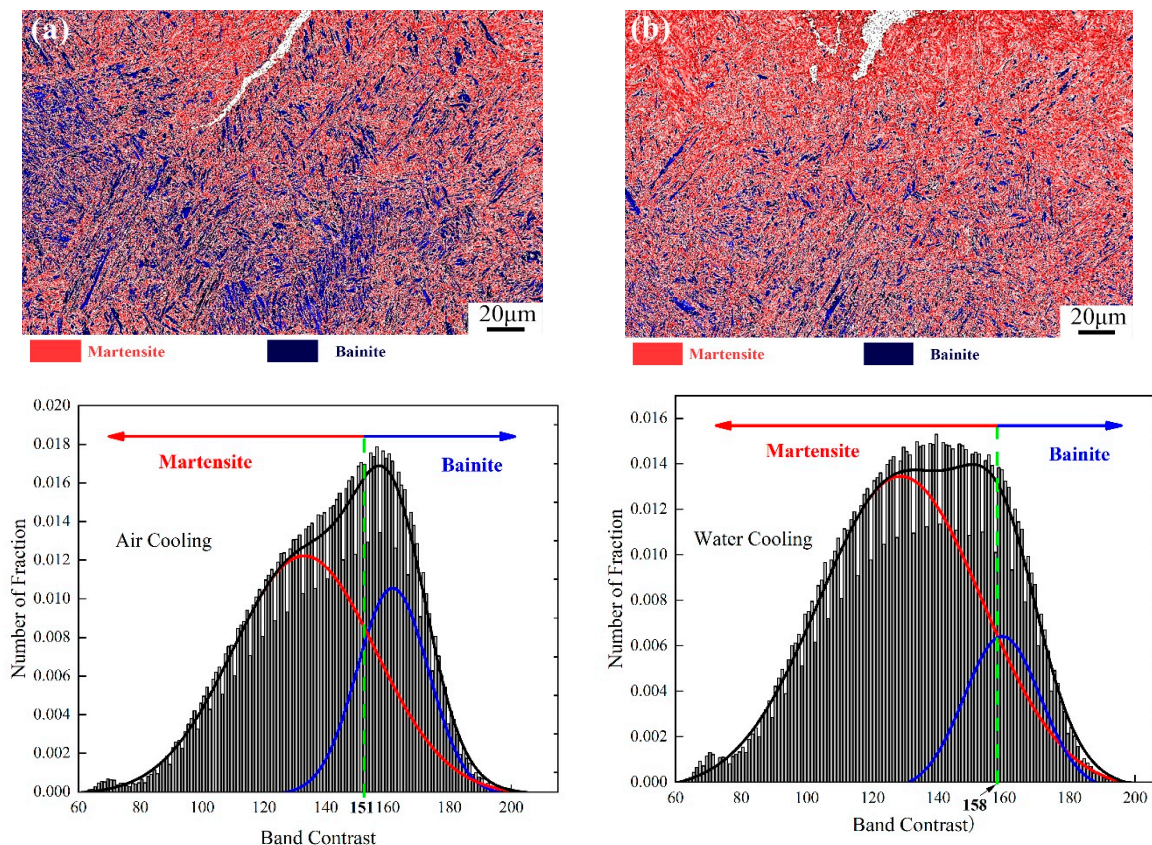 (a)
20μm
Martensite
Bainite
(b)
20μm
Martensite
Bainite
0.020
0.018
0.016
0.014
0.012
0.010
0.008
0.006
0.004
0.002
0.000
Number of Fraction
Martensite
Bainite
Air Cooling
60 80 100 120 140 151 160 180 200
Band Contrast
0.016
0.014
0.012
0.010
0.008
0.006
0.004
0.002
0.000
Number of Fraction
Martensite
Bainite
Water Cooling
60 80 100 120 140 160 180 200
158
Band Contrast)